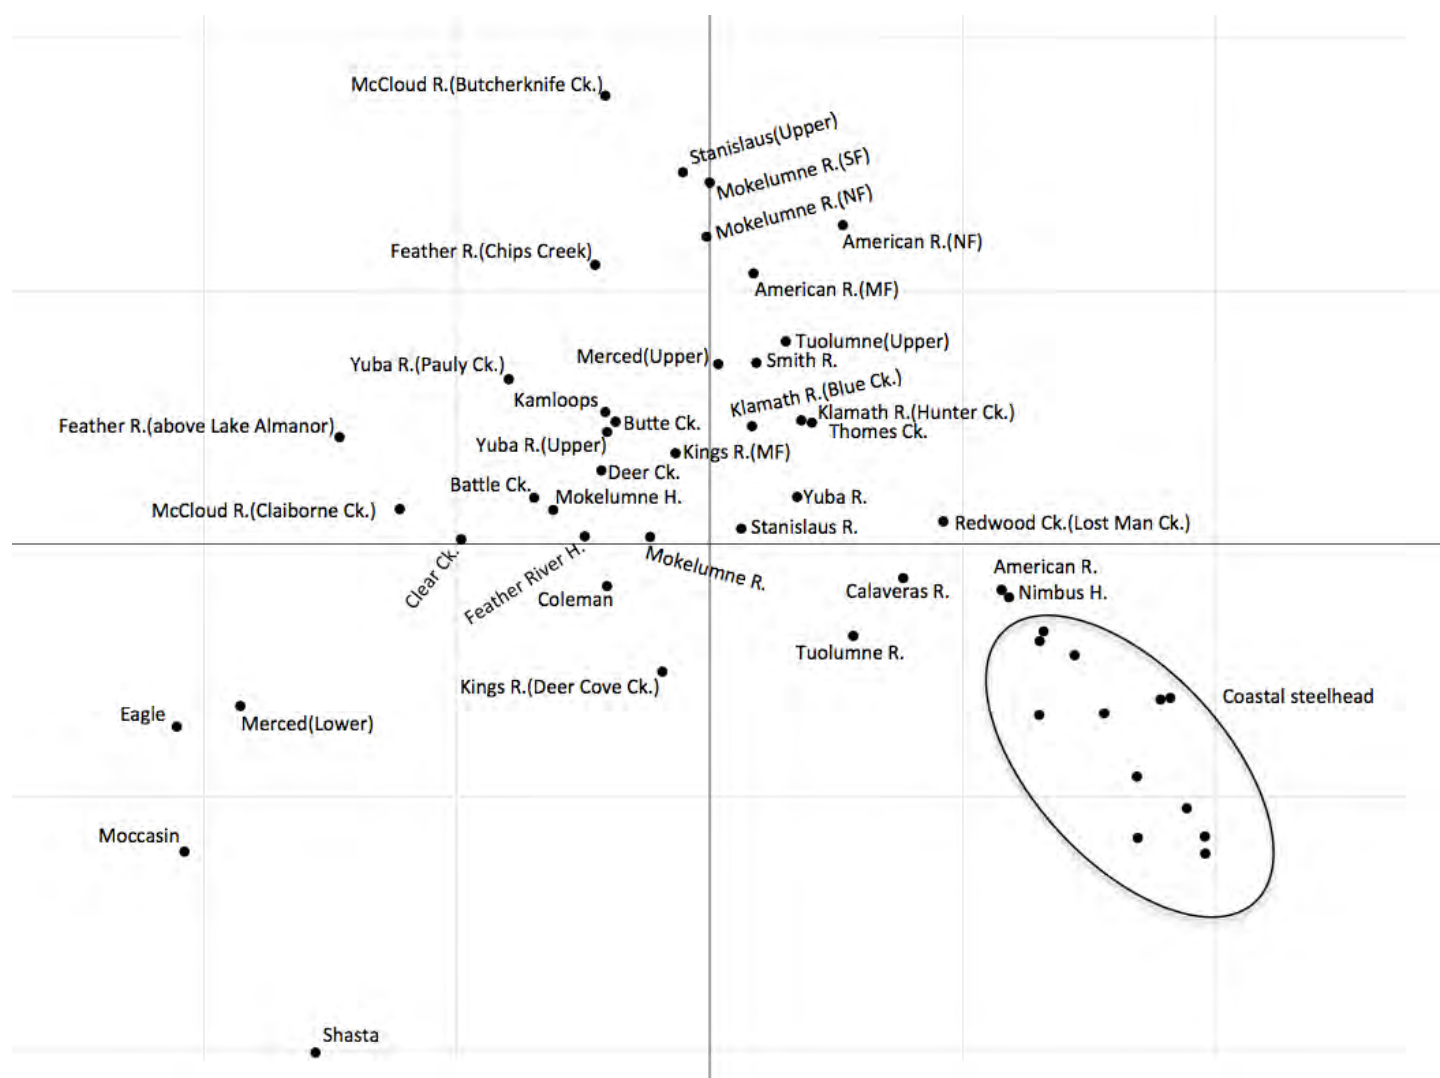 McCloud R.(Butcherknife Ck.)
Stanislaus(Upper)
Mokelumne R.(SF)
Mokelumne R.(NF)
American R.(NF)
Feather R.(Chips Creek)
American R.(MF)
Tuolumne(Upper)
Merced(Upper)
Smith R.
Yuba R.(Pauly Ck.)
Klamath R.(Blue Ck.)
Kamloops
Klamath R.(Hunter Ck.)
Feather R.(above Lake Almanor)
Butte Ck.
Thomes Ck.
Yuba R.(Upper)
Kings R.(MF)
Deer Ck.
Battle Ck.
Mokelumne H.
Yuba R.
McCloud R.(Claiborne Ck.)
Stanislaus R.
Redwood Ck.(Lost Man Ck.)
Clear Ck.
Feather River H.
Mokelumne R.
American R.
Calaveras R.
Nimbus H.
Coleman
Tuolumne R.
Kings R.(Deer Cove Ck.)
Coastal steelhead
Eagle
Merced(Lower)
Moccasin
Shasta